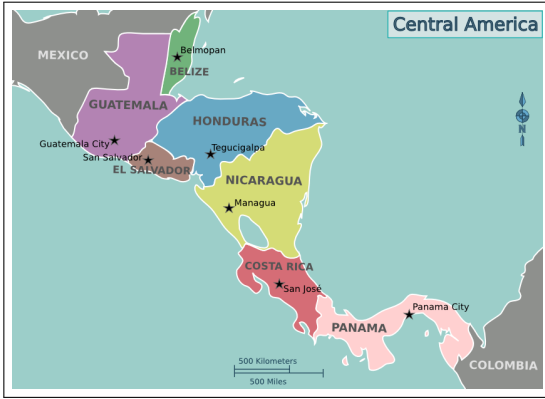 Central America
MEXICO
Belmopan
BELIZE
GUATEMALA
HONDURAS
N
Guatemala City
San Salvador
Tegucigalpa
EL SALVADOR
NICARAGUA
Managua
COSTA RICA
San José
Panama City
PANAMA
500 Kilometers
COLOMBIA
500 Miles